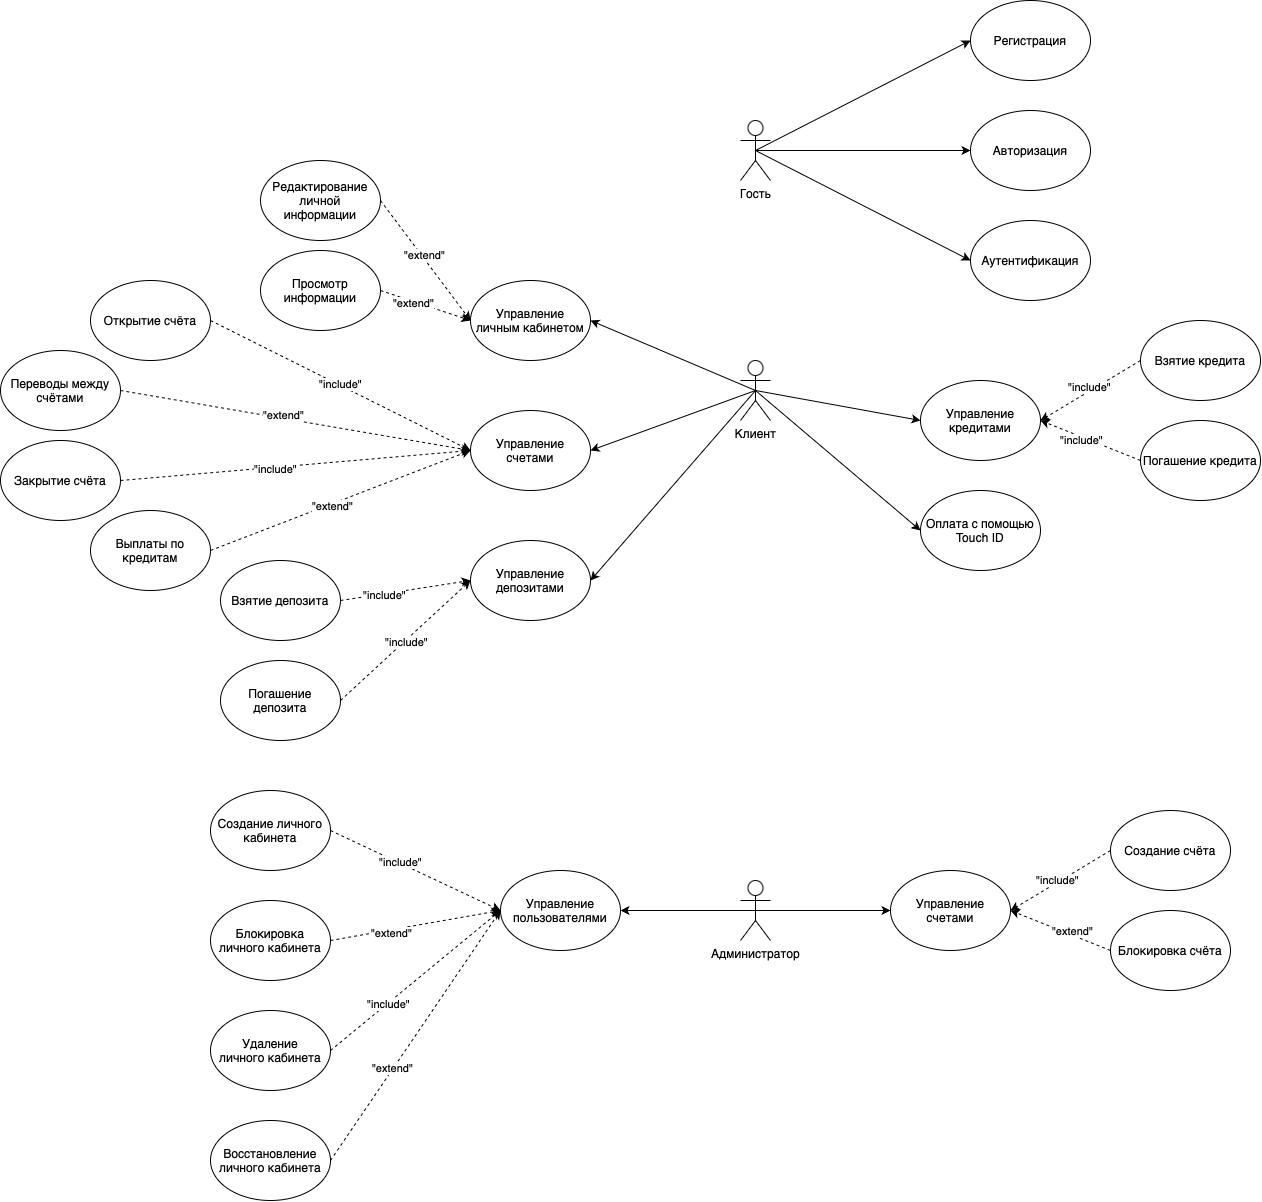 Регистрация
Авторизация
Гость
Аутентификация
Редактирование
личной
информации
"extend"
Просмотр
информации
"extend"
Управление
личным кабинетом
Открытие счёта
"include"
Переводы между
счётами
"extend"
Управление
счетами
Закрытие счёта
"include"
"extend"
Выплаты по
кредитам
Клиент
Управление
кредитами
"include"
Взятие кредита
"include"
Погашение кредита
Оплата с помощью
Touch ID
Управление
депозитами
Взятие депозита
"include"
"include"
Погашение
депозита
Создание личного
кабинета
"include"
Управление
пользователями
Блокировка
личного кабинета
"extend"
Удаление
личного кабинета
"include"
"extend"
Восстановление
личного кабинета
Администратор
Управление
счетами
"include"
Создание счёта
"extend"
Блокировка счёта